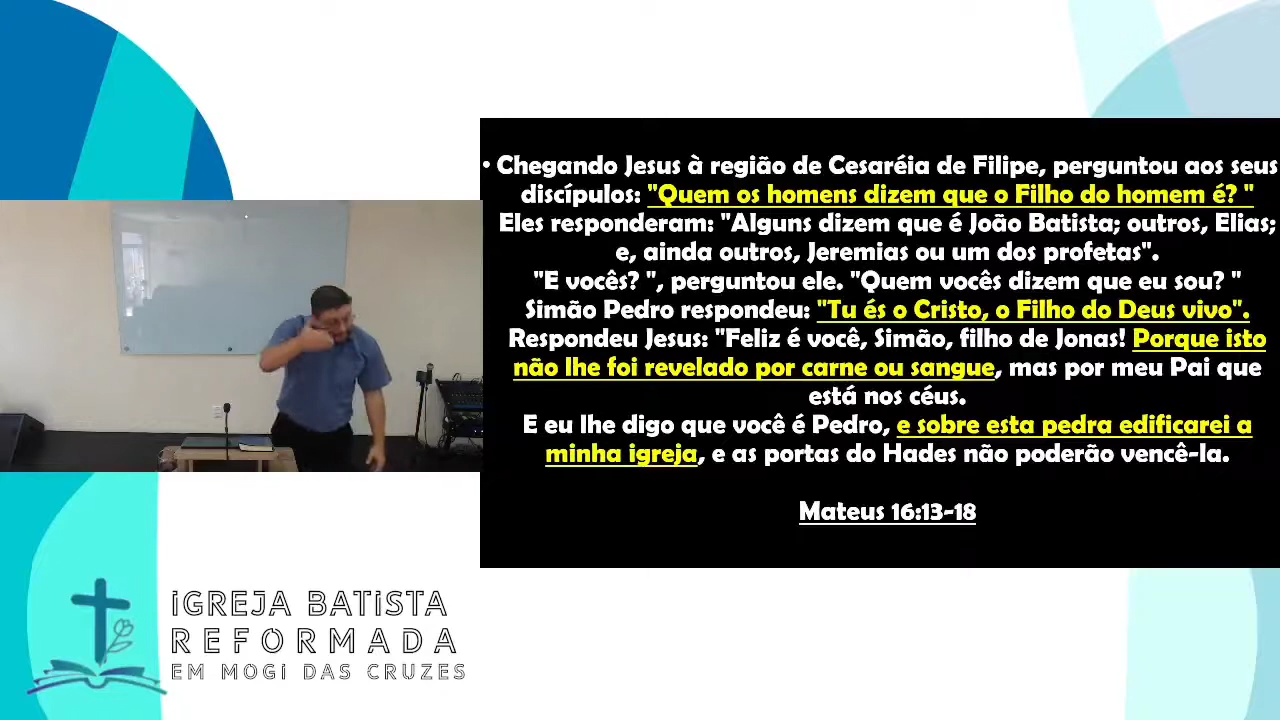 • Chegando Jesus à região de Cesaréia de Filipe, perguntou aos seus
discípulos: "Quem os homens dizem que o Filho do homem é? "
Eles responderam: "Alguns dizem que é João Batista; outros, Elias;
e, ainda outros, Jeremias ou um dos profetas".
"E vocês? ", perguntou ele. "Quem vocês dizem que eu sou? "
Simão Pedro respondeu: "Tu és o Cristo, o Filho do Deus vivo".
Respondeu Jesus: "Feliz é você, Simão, filho de Jonas! Porque isto
não lhe foi revelado por carne ou sangue, mas por meu Pai que
está nos céus.
E eu lhe digo que você é Pedro, e sobre esta pedra edificarei a
minha igreja, e as portas do Hades não poderão vencê-la.
Mateus 16:13-18
iGREJA BATiSTA
REFORMADA
EM MOGi DAS CRUZES